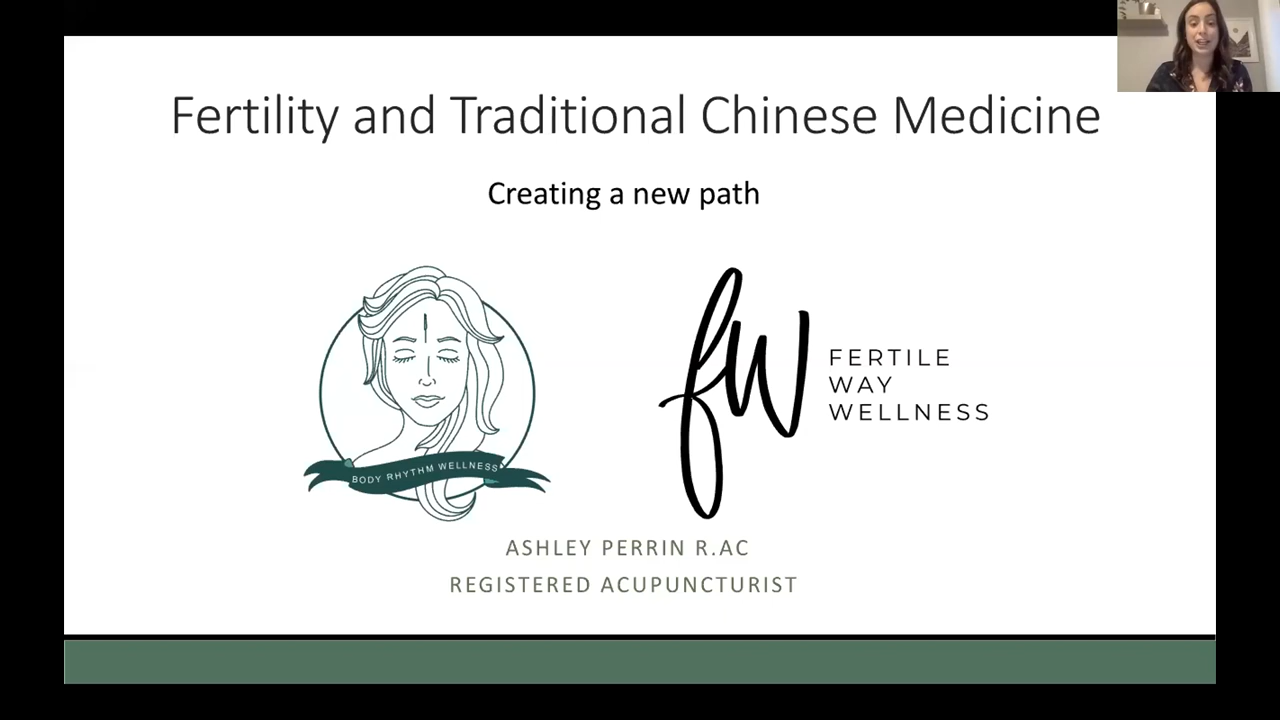 Fertility and Traditional Chinese Medicine
Creating a new path
BODY RHYTHM WELLNESS
fw
FERTILE
WAY
WELLNESS
ASHLEY PERRIN R.AC
REGISTERED ACUPUNCTURIST